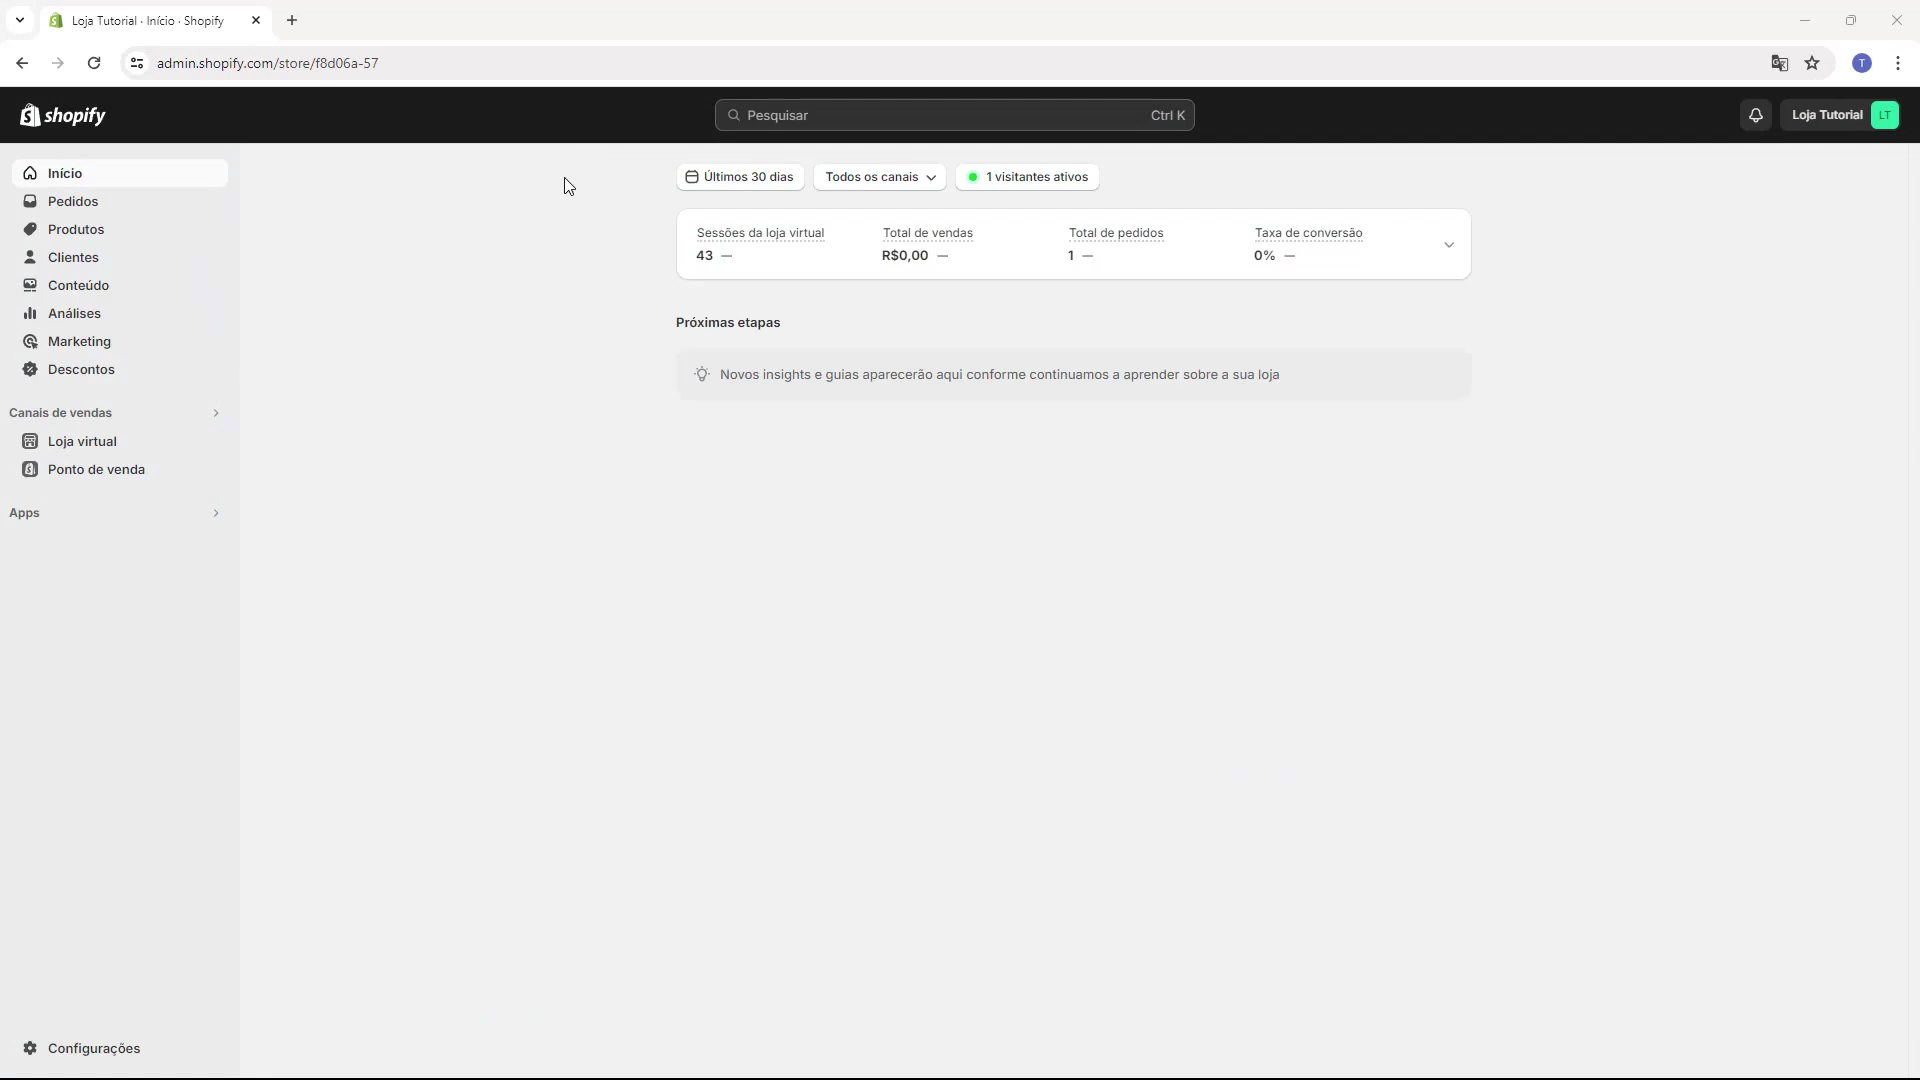 Loja Tutorial · Início · Shopify
admin.shopify.com/store/f8d06a-57
T
shopify
Pesquisar Ctrl K
Loja Tutorial LT
Início
Pedidos
Produtos
Clientes
Conteúdo
Análises
Marketing
Descontos
Canais de vendas
Loja virtual
Ponto de venda
Apps
Configurações
Últimos 30 dias Todos os canais 1 visitantes ativos
Sessões da loja virtual Total de vendas Total de pedidos Taxa de conversão
43 — R$0,00 — 1 — 0% —
Próximas etapas
Novos insights e guias aparecerão aqui conforme continuamos a aprender sobre a sua loja